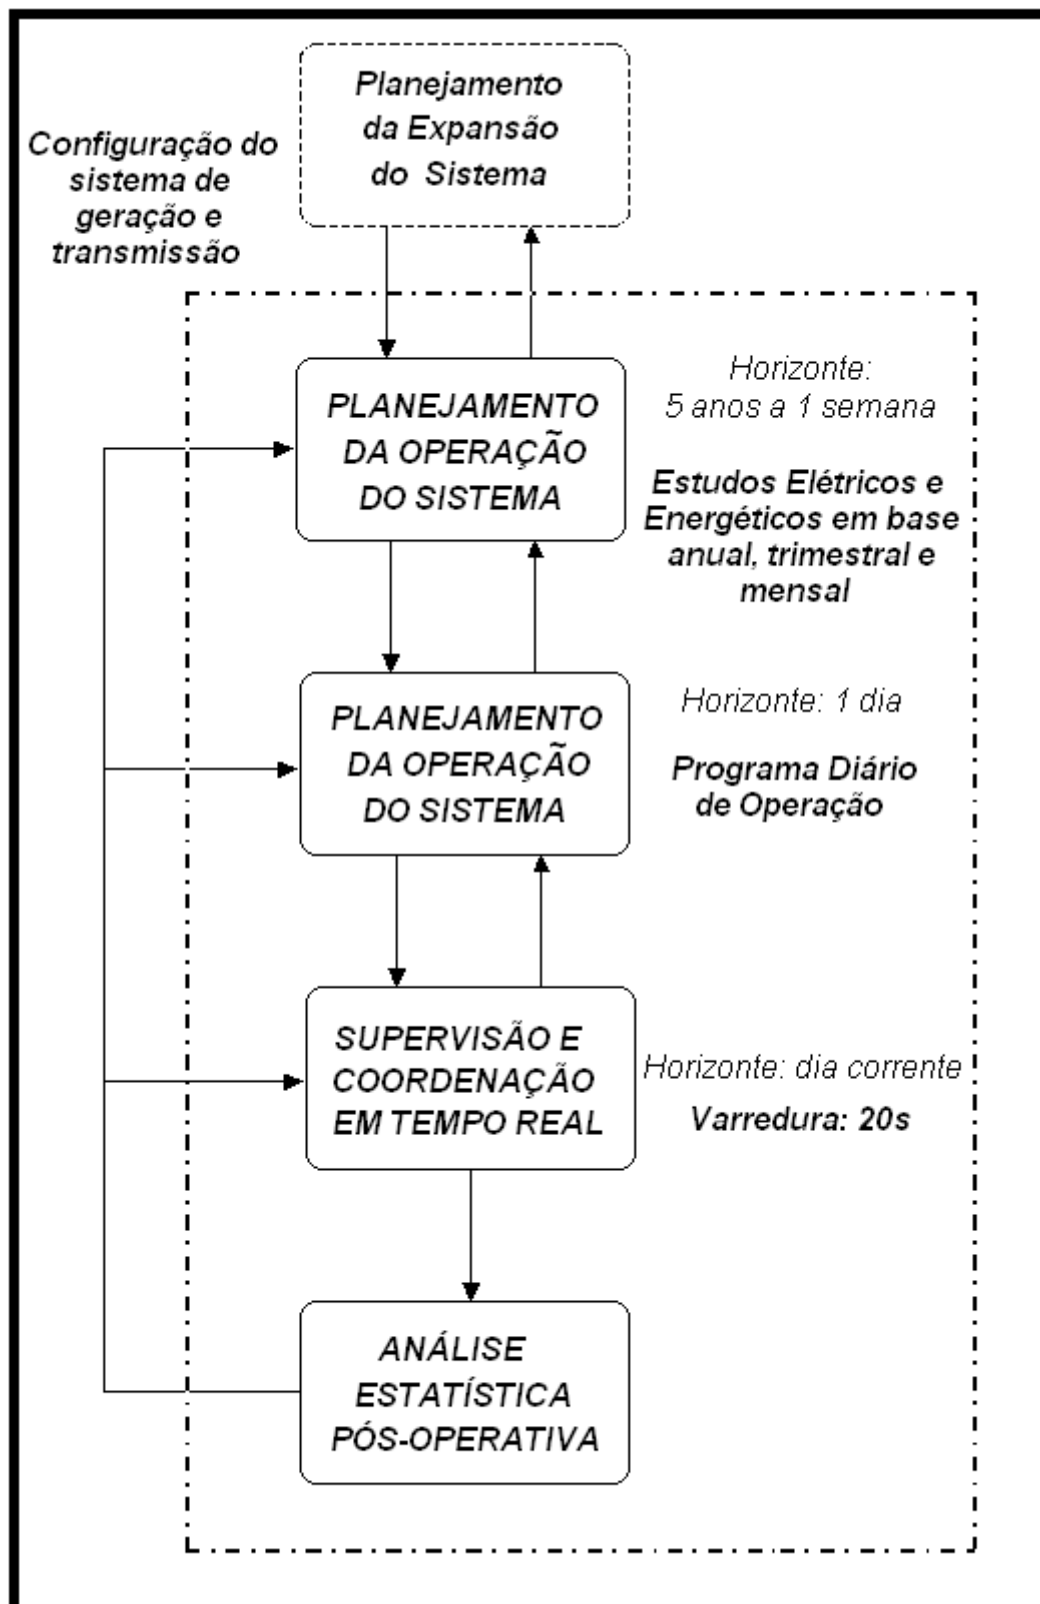 Planejamento
da Expansão
do Sistema
Configuração do
sistema de
geração e
transmissão
PLANEJAMENTO
DA OPERAÇÃO
DO SISTEMA
Horizonte:
5 anos a 1 semana
Estudos Elétricos e
Energéticos em base
anual, trimestral e
mensal
PLANEJAMENTO
DA OPERAÇÃO
DO SISTEMA
Horizonte: 1 dia
Programa Diário
de Operação
SUPERVISÃO E
COORDENAÇÃO
EM TEMPO REAL
Horizonte: dia corrente
Varredura: 20s
ANÁLISE
ESTATÍSTICA
PÓS-OPERATIVA